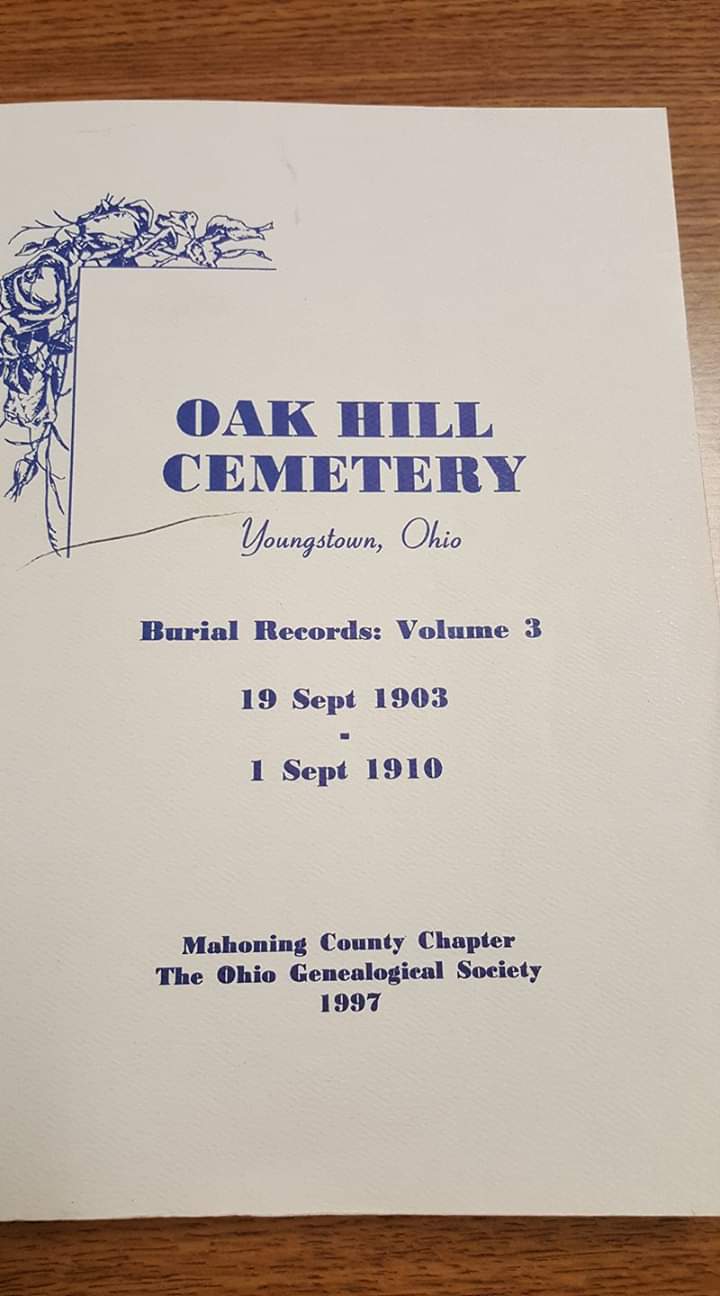 OAK HILL
CEMETERY
Youngstown, Ohio
Burial Records: Volume 3
19 Sept 1903
-
1 Sept 1910
Mahoning County Chapter
The Ohio Genealogical Society
1997